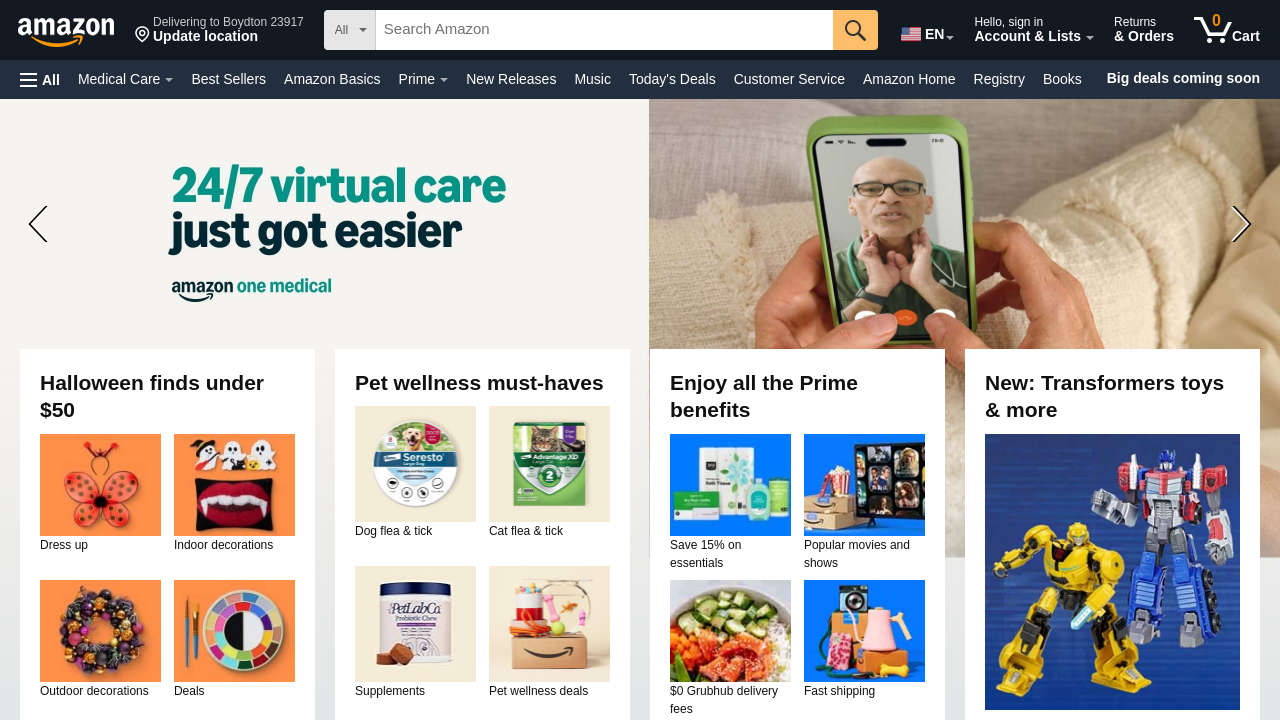 amazon
Delivering to Boydton 23917
Update location
All
Search Amazon
EN
Hello, sign in
Account & Lists
Returns
& Orders
0
Cart
All
Medical Care
Best Sellers
Amazon Basics
Prime
New Releases
Music
Today's Deals
Customer Service
Amazon Home
Registry
Books
Big deals coming soon
24/7 virtual care
just got easier
amazon one medical
Halloween finds under
$50
Dress up
Indoor decorations
Outdoor decorations
Deals
Pet wellness must-haves
Seresto
Advantage XD
Dog flea & tick
Cat flea & tick
PetLabCo.
Probiotic Chew
Supplements
Pet wellness deals
Enjoy all the Prime
benefits
Save 15% on
essentials
Popular movies and
shows
$0 Grubhub delivery
fees
Fast shipping
New: Transformers toys
& more